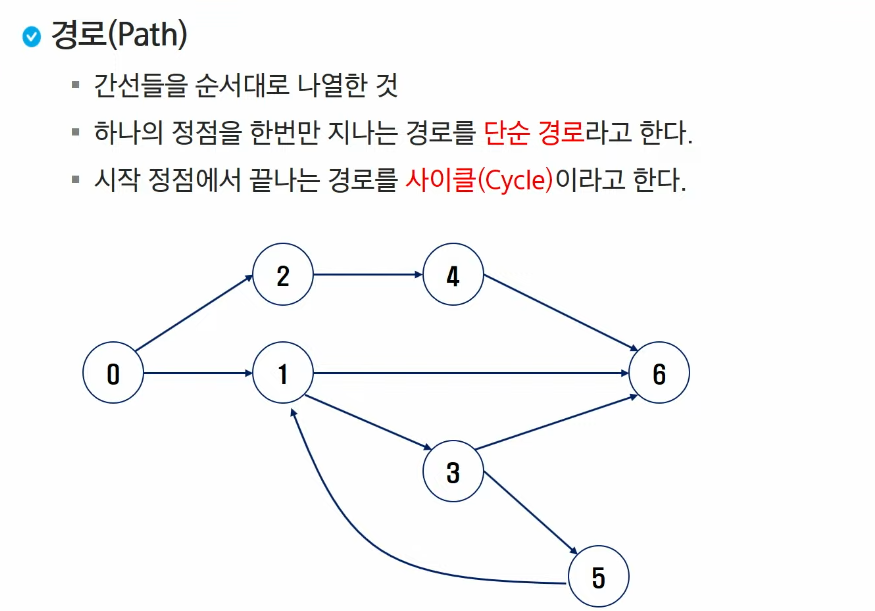 경로(Path)
간선들을 순서대로 나열한 것
하나의 정점을 한번만 지나는 경로를 단순 경로라고 한다.
시작 정점에서 끝나는 경로를 사이클(Cycle)이라고 한다.
2
4
0
1
6
3
5